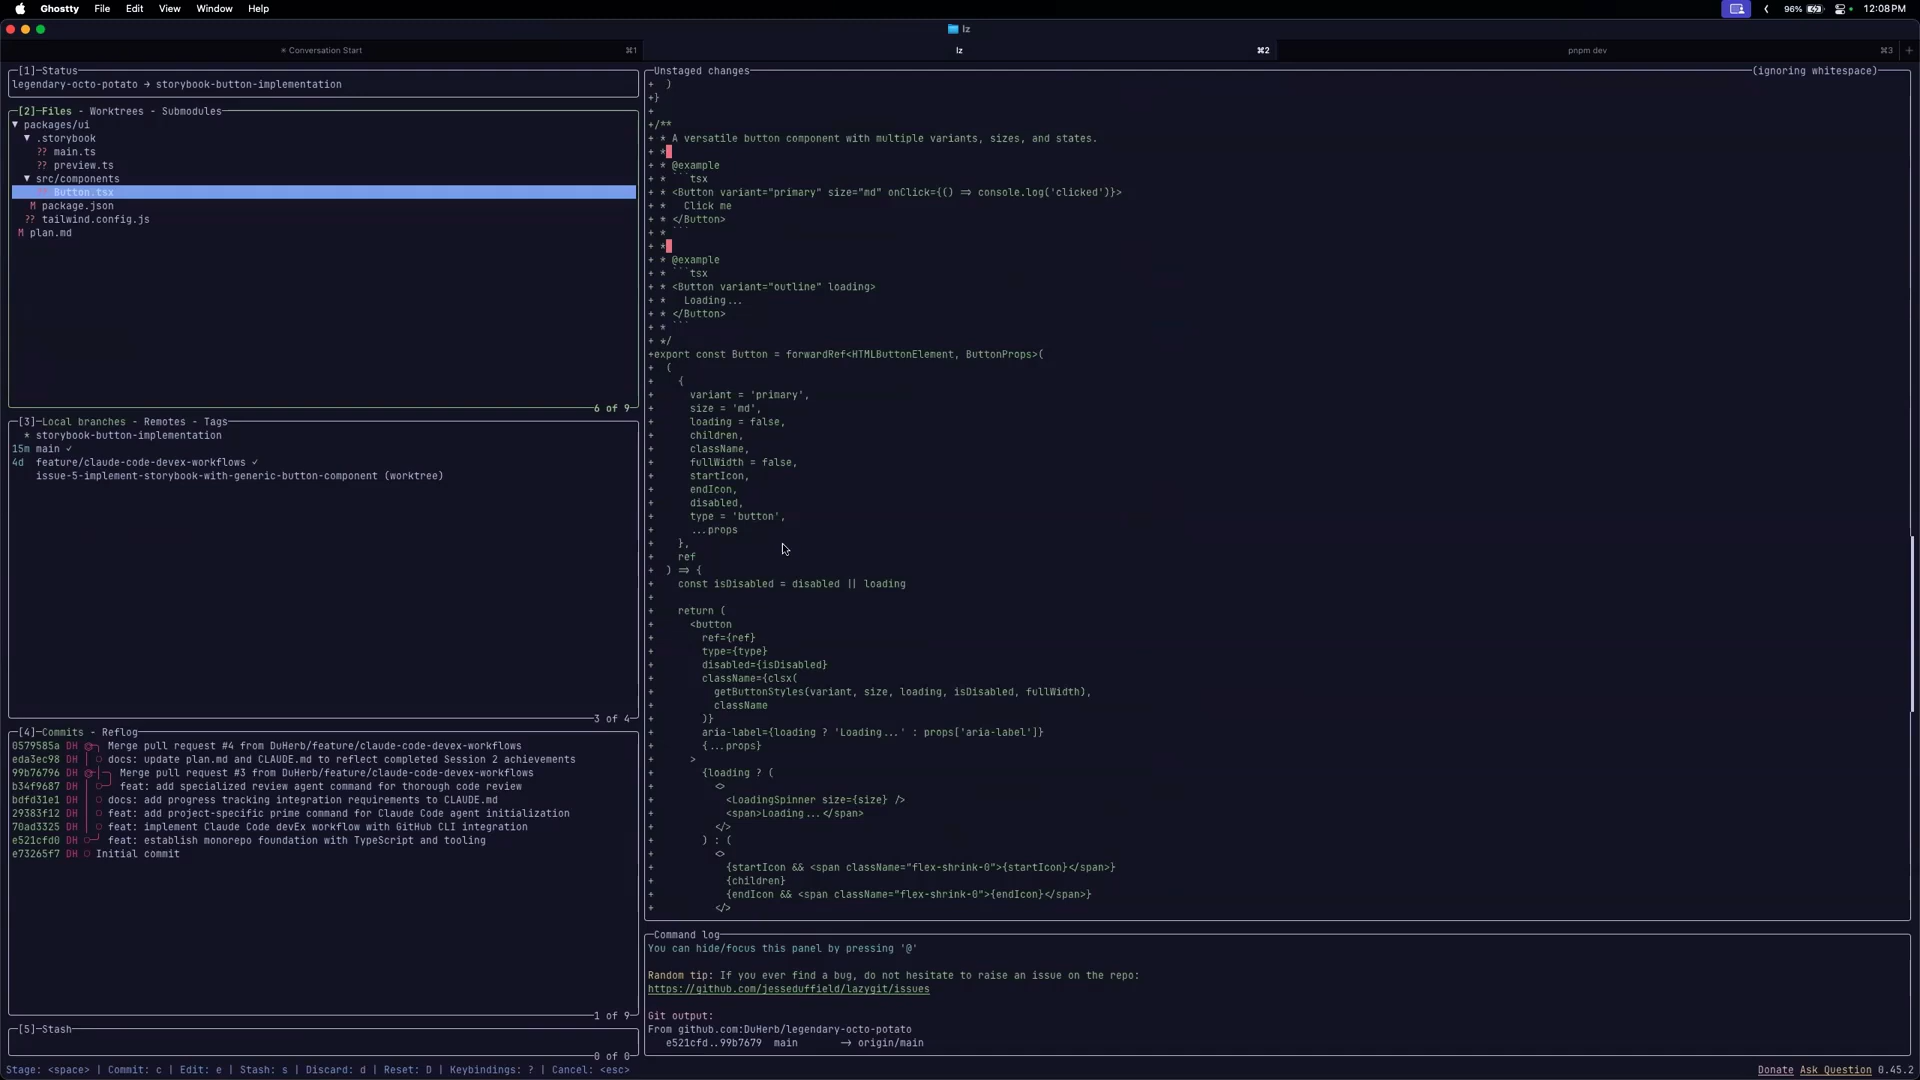 Ghostty File Edit View Window Help
96% 12:08 PM
lz
* Conversation Start ⌘1 lz ⌘2 pnpm dev ⌘3 +
[1]—Status
legendary-octo-potato → storybook-button-implementation
[2]—Files - Worktrees - Submodules
▼ packages/ui
▼ .storybook
?? main.ts
?? preview.ts
▼ src/components
?? Button.tsx
M package.json
?? tailwind.config.js
M plan.md
6 of 9
[3]—Local branches - Remotes - Tags
* storybook-button-implementation
15m main ✓
4d feature/claude-code-devex-workflows ✓
issue-5-implement-storybook-with-generic-button-component (worktree)
3 of 4
[4]—Commits - Reflog
0579585a DH Merge pull request #4 from DuHerb/feature/claude-code-devex-workflows
eda3ec98 DH docs: update plan.md and CLAUDE.md to reflect completed Session 2 achievements
99b76796 DH Merge pull request #3 from DuHerb/feature/claude-code-devex-workflows
b34f9687 DH feat: add specialized review agent command for thorough code review
bdfd31e1 DH docs: add progress tracking integration requirements to CLAUDE.md
29383f12 DH feat: add project-specific prime command for Claude Code agent initialization
70ad3325 DH feat: implement Claude Code devEx workflow with GitHub CLI integration
e521cfd0 DH feat: establish monorepo foundation with TypeScript and tooling
e73265f7 DH Initial commit
1 of 9
[5]—Stash
0 of 0
Unstaged changes (ignoring whitespace)
+  )
+}
+
+/**
+ * A versatile button component with multiple variants, sizes, and states.
+ *
+ * @example
+ * ```tsx
+ * <Button variant="primary" size="md" onClick={() => console.log('clicked')}>
+ *   Click me
+ * </Button>
+ * ```
+ *
+ * @example
+ * ```tsx
+ * <Button variant="outline" loading>
+ *   Loading...
+ * </Button>
+ * ```
+ */
+export const Button = forwardRef<HTMLButtonElement, ButtonProps>(
+  (
+    {
+      variant = 'primary',
+      size = 'md',
+      loading = false,
+      children,
+      className,
+      fullWidth = false,
+      startIcon,
+      endIcon,
+      disabled,
+      type = 'button',
+      ...props
+    },
+    ref
+  ) => {
+    const isDisabled = disabled || loading
+
+    return (
+      <button
+        ref={ref}
+        type={type}
+        disabled={isDisabled}
+        className={clsx(
+          getButtonStyles(variant, size, loading, isDisabled, fullWidth),
+          className
+        )}
+        aria-label={loading ? 'Loading...' : props['aria-label']}
+        {...props}
+      >
+        {loading ? (
+          <>
+            <LoadingSpinner size={size} />
+            <span>Loading...</span>
+          </>
+        ) : (
+          <>
+            {startIcon && <span className="flex-shrink-0">{startIcon}</span>}
+            {children}
+            {endIcon && <span className="flex-shrink-0">{endIcon}</span>}
+          </>
Command log
You can hide/focus this panel by pressing '@'
Random tip: If you ever find a bug, do not hesitate to raise an issue on the repo:
https://github.com/jesseduffield/lazygit/issues
Git output:
From github.com:DuHerb/legendary-octo-potato
e521cfd..99b7679  main       -> origin/main
Stage: <space> | Commit: c | Edit: e | Stash: s | Discard: d | Reset: D | Keybindings: ? | Cancel: <esc>
Donate Ask Question 0.45.2